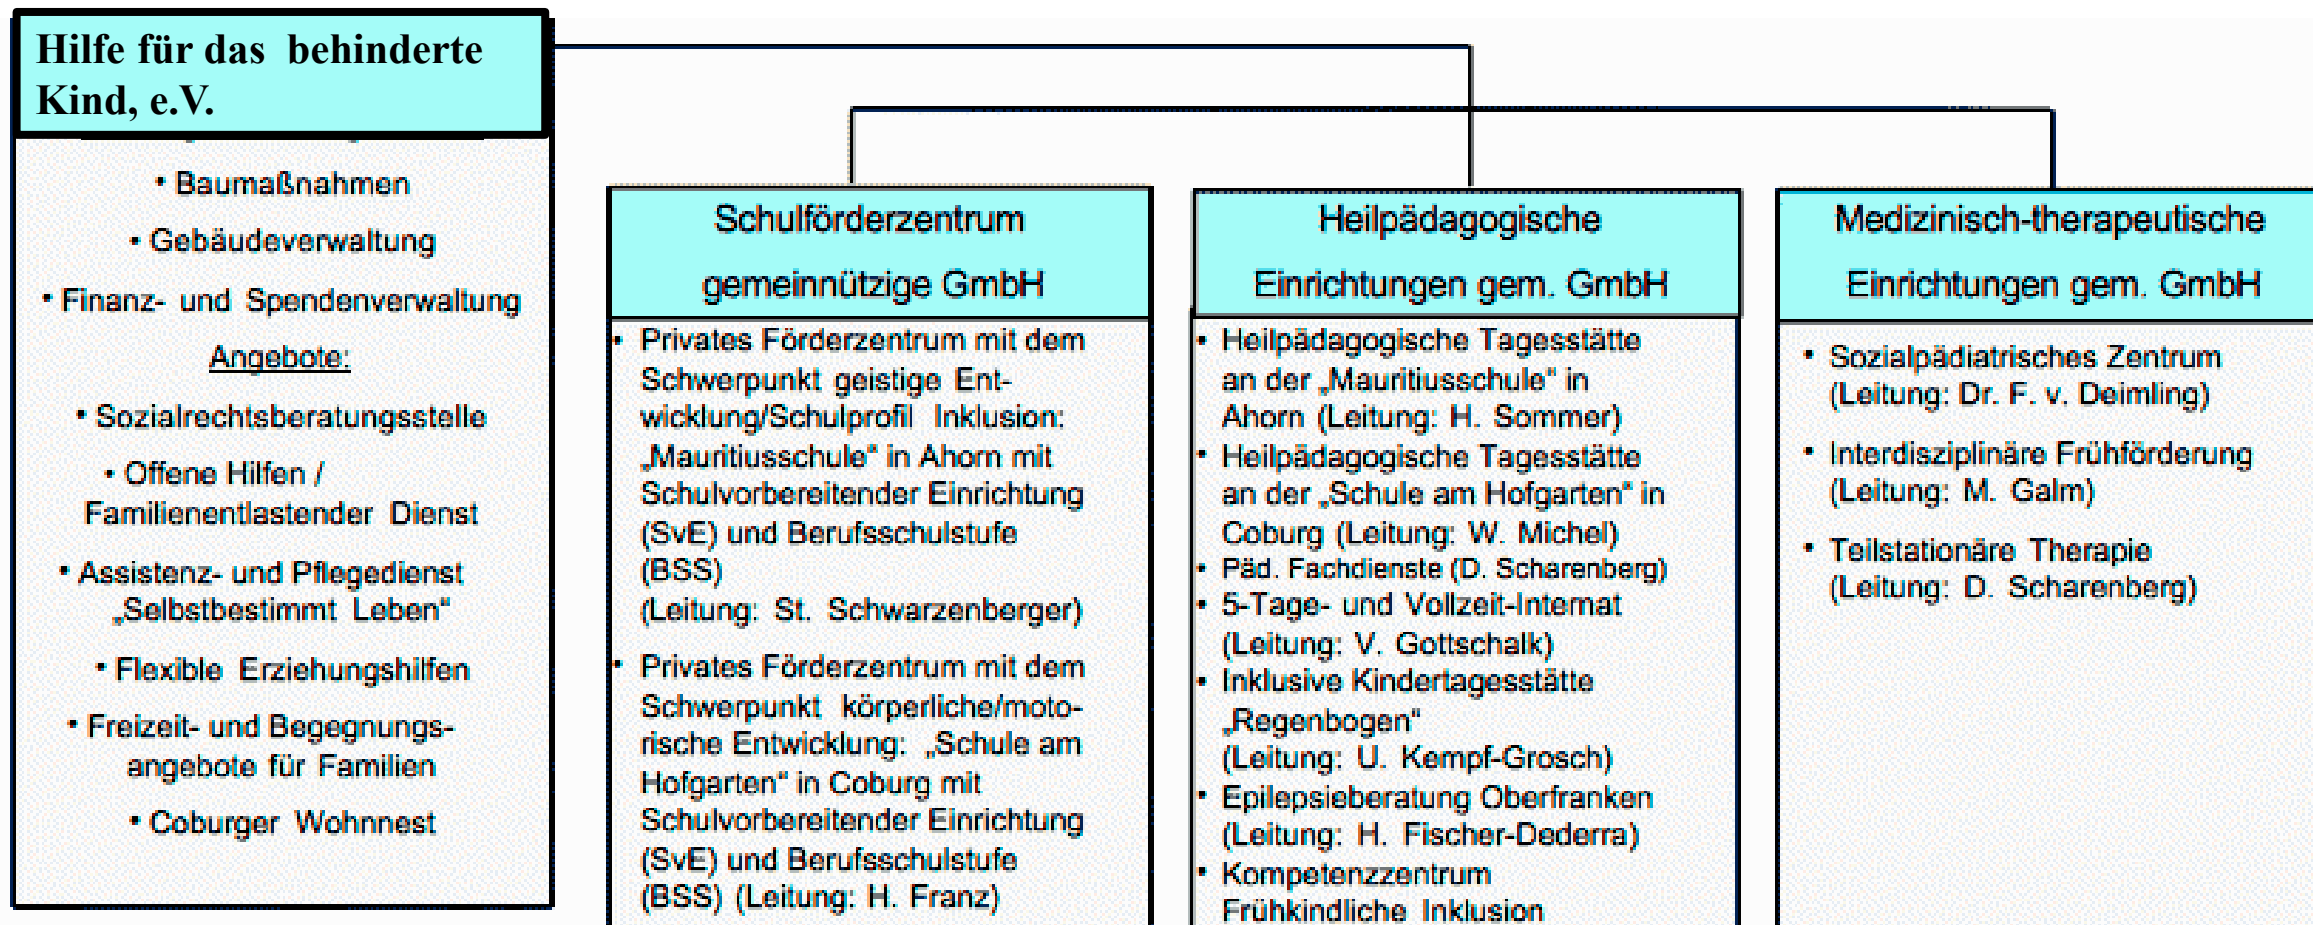 Hilfe für das behinderte
Kind, e.V.
• Baumaßnahmen
• Gebäudeverwaltung
• Finanz- und Spendenverwaltung
Angebote:
• Sozialrechtsberatungsstelle
• Offene Hilfen /
Familienentlastender Dienst
• Assistenz- und Pflegedienst
„Selbstbestimmt Leben“
• Flexible Erziehungshilfen
• Freizeit- und Begegnungs-
angebote für Familien
• Coburger Wohnnest
Schulförderzentrum
gemeinnützige GmbH
• Privates Förderzentrum mit dem
Schwerpunkt geistige Ent-
wicklung/Schulprofil Inklusion:
„Mauritiusschule“ in Ahorn mit
Schulvorbereitender Einrichtung
(SvE) und Berufsschulstufe
(BSS)
(Leitung: St. Schwarzenberger)
• Privates Förderzentrum mit dem
Schwerpunkt körperliche/moto-
rische Entwicklung: „Schule am
Hofgarten“ in Coburg mit
Schulvorbereitender Einrichtung
(SvE) und Berufsschulstufe
(BSS) (Leitung: H. Franz)
Heilpädagogische
Einrichtungen gem. GmbH
• Heilpädagogische Tagesstätte
an der „Mauritiusschule“ in
Ahorn (Leitung: H. Sommer)
• Heilpädagogische Tagesstätte
an der „Schule am Hofgarten“ in
Coburg (Leitung: W. Michel)
• Päd. Fachdienste (D. Scharenberg)
• 5-Tage- und Vollzeit-Internat
(Leitung: V. Gottschalk)
• Inklusive Kindertagesstätte
„Regenbogen“
(Leitung: U. Kempf-Grosch)
• Epilepsieberatung Oberfranken
(Leitung: H. Fischer-Dederra)
• Kompetenzzentrum
Frühkindliche Inklusion
Medizinisch-therapeutische
Einrichtungen gem. GmbH
• Sozialpädiatrisches Zentrum
(Leitung: Dr. F. v. Deimling)
• Interdisziplinäre Frühförderung
(Leitung: M. Galm)
• Teilstationäre Therapie
(Leitung: D. Scharenberg)